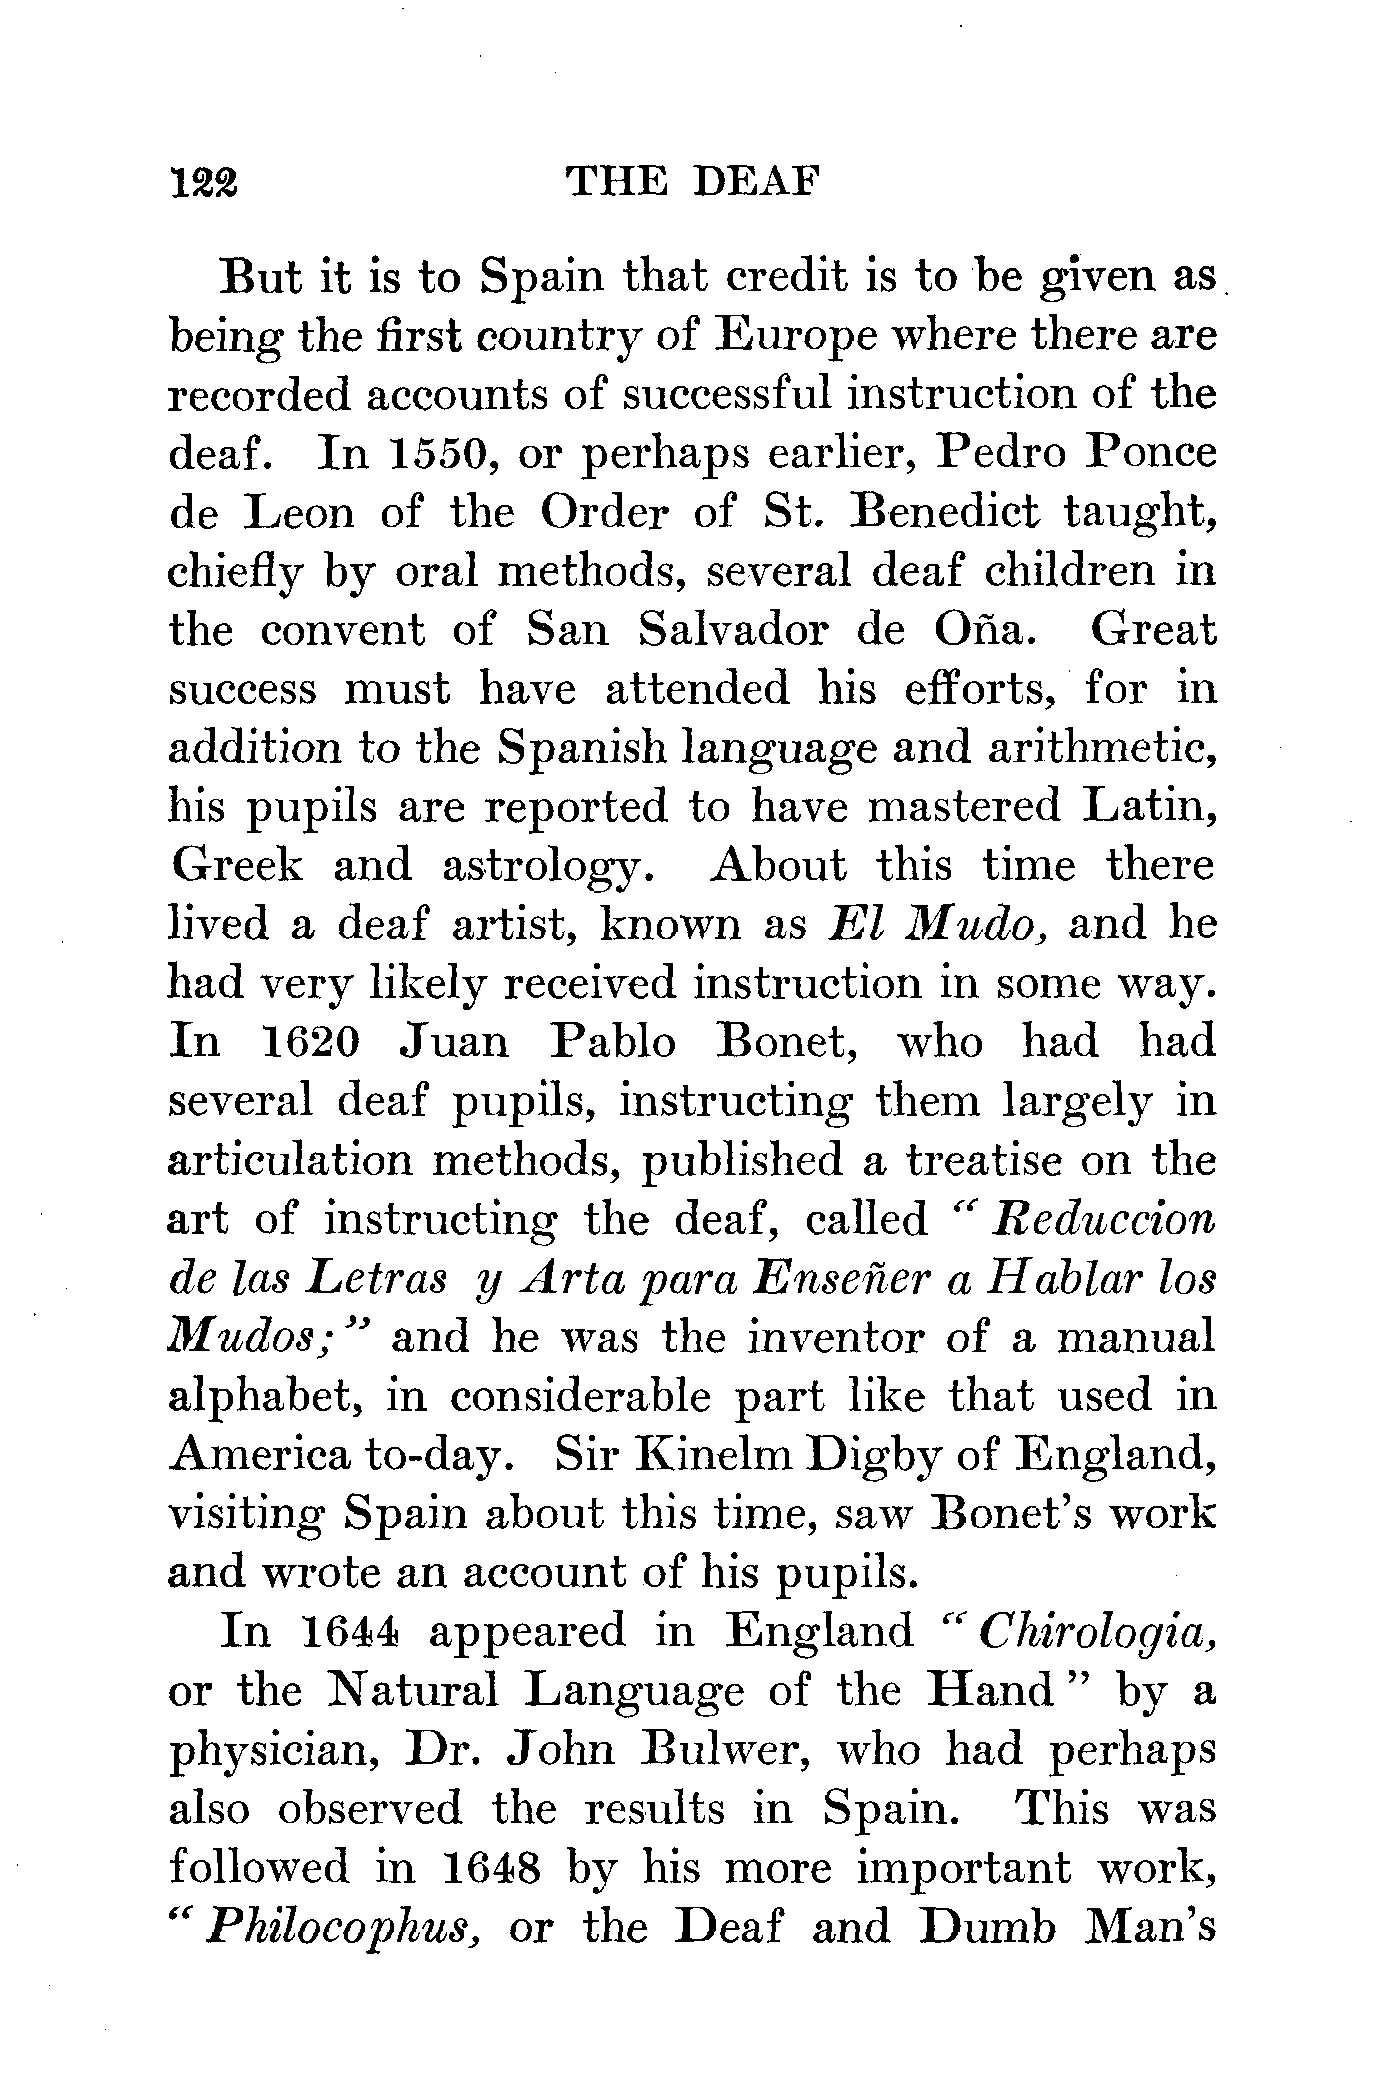 122 THE DEAF
But it is to Spain that credit is to be given as
being the first country of Europe where there are
recorded accounts of successful instruction of the
deaf. In 1550, or perhaps earlier, Pedro Ponce
de Leon of the Order of St. Benedict taught,
chiefly by oral methods, several deaf children in
the convent of San Salvador de Oña. Great
success must have attended his efforts, for in
addition to the Spanish language and arithmetic,
his pupils are reported to have mastered Latin,
Greek and astrology. About this time there
lived a deaf artist, known as El Mudo, and he
had very likely received instruction in some way.
In 1620 Juan Pablo Bonet, who had had
several deaf pupils, instructing them largely in
articulation methods, published a treatise on the
art of instructing the deaf, called “ Reduccion
de las Letras y Arta para Enseñer a Hablar los
Mudos; ” and he was the inventor of a manual
alphabet, in considerable part like that used in
America to-day. Sir Kinelm Digby of England,
visiting Spain about this time, saw Bonet's work
and wrote an account of his pupils.
In 1644 appeared in England “ Chirologia,
or the Natural Language of the Hand ” by a
physician, Dr. John Bulwer, who had perhaps
also observed the results in Spain. This was
followed in 1648 by his more important work,
“ Philocophus, or the Deaf and Dumb Man's